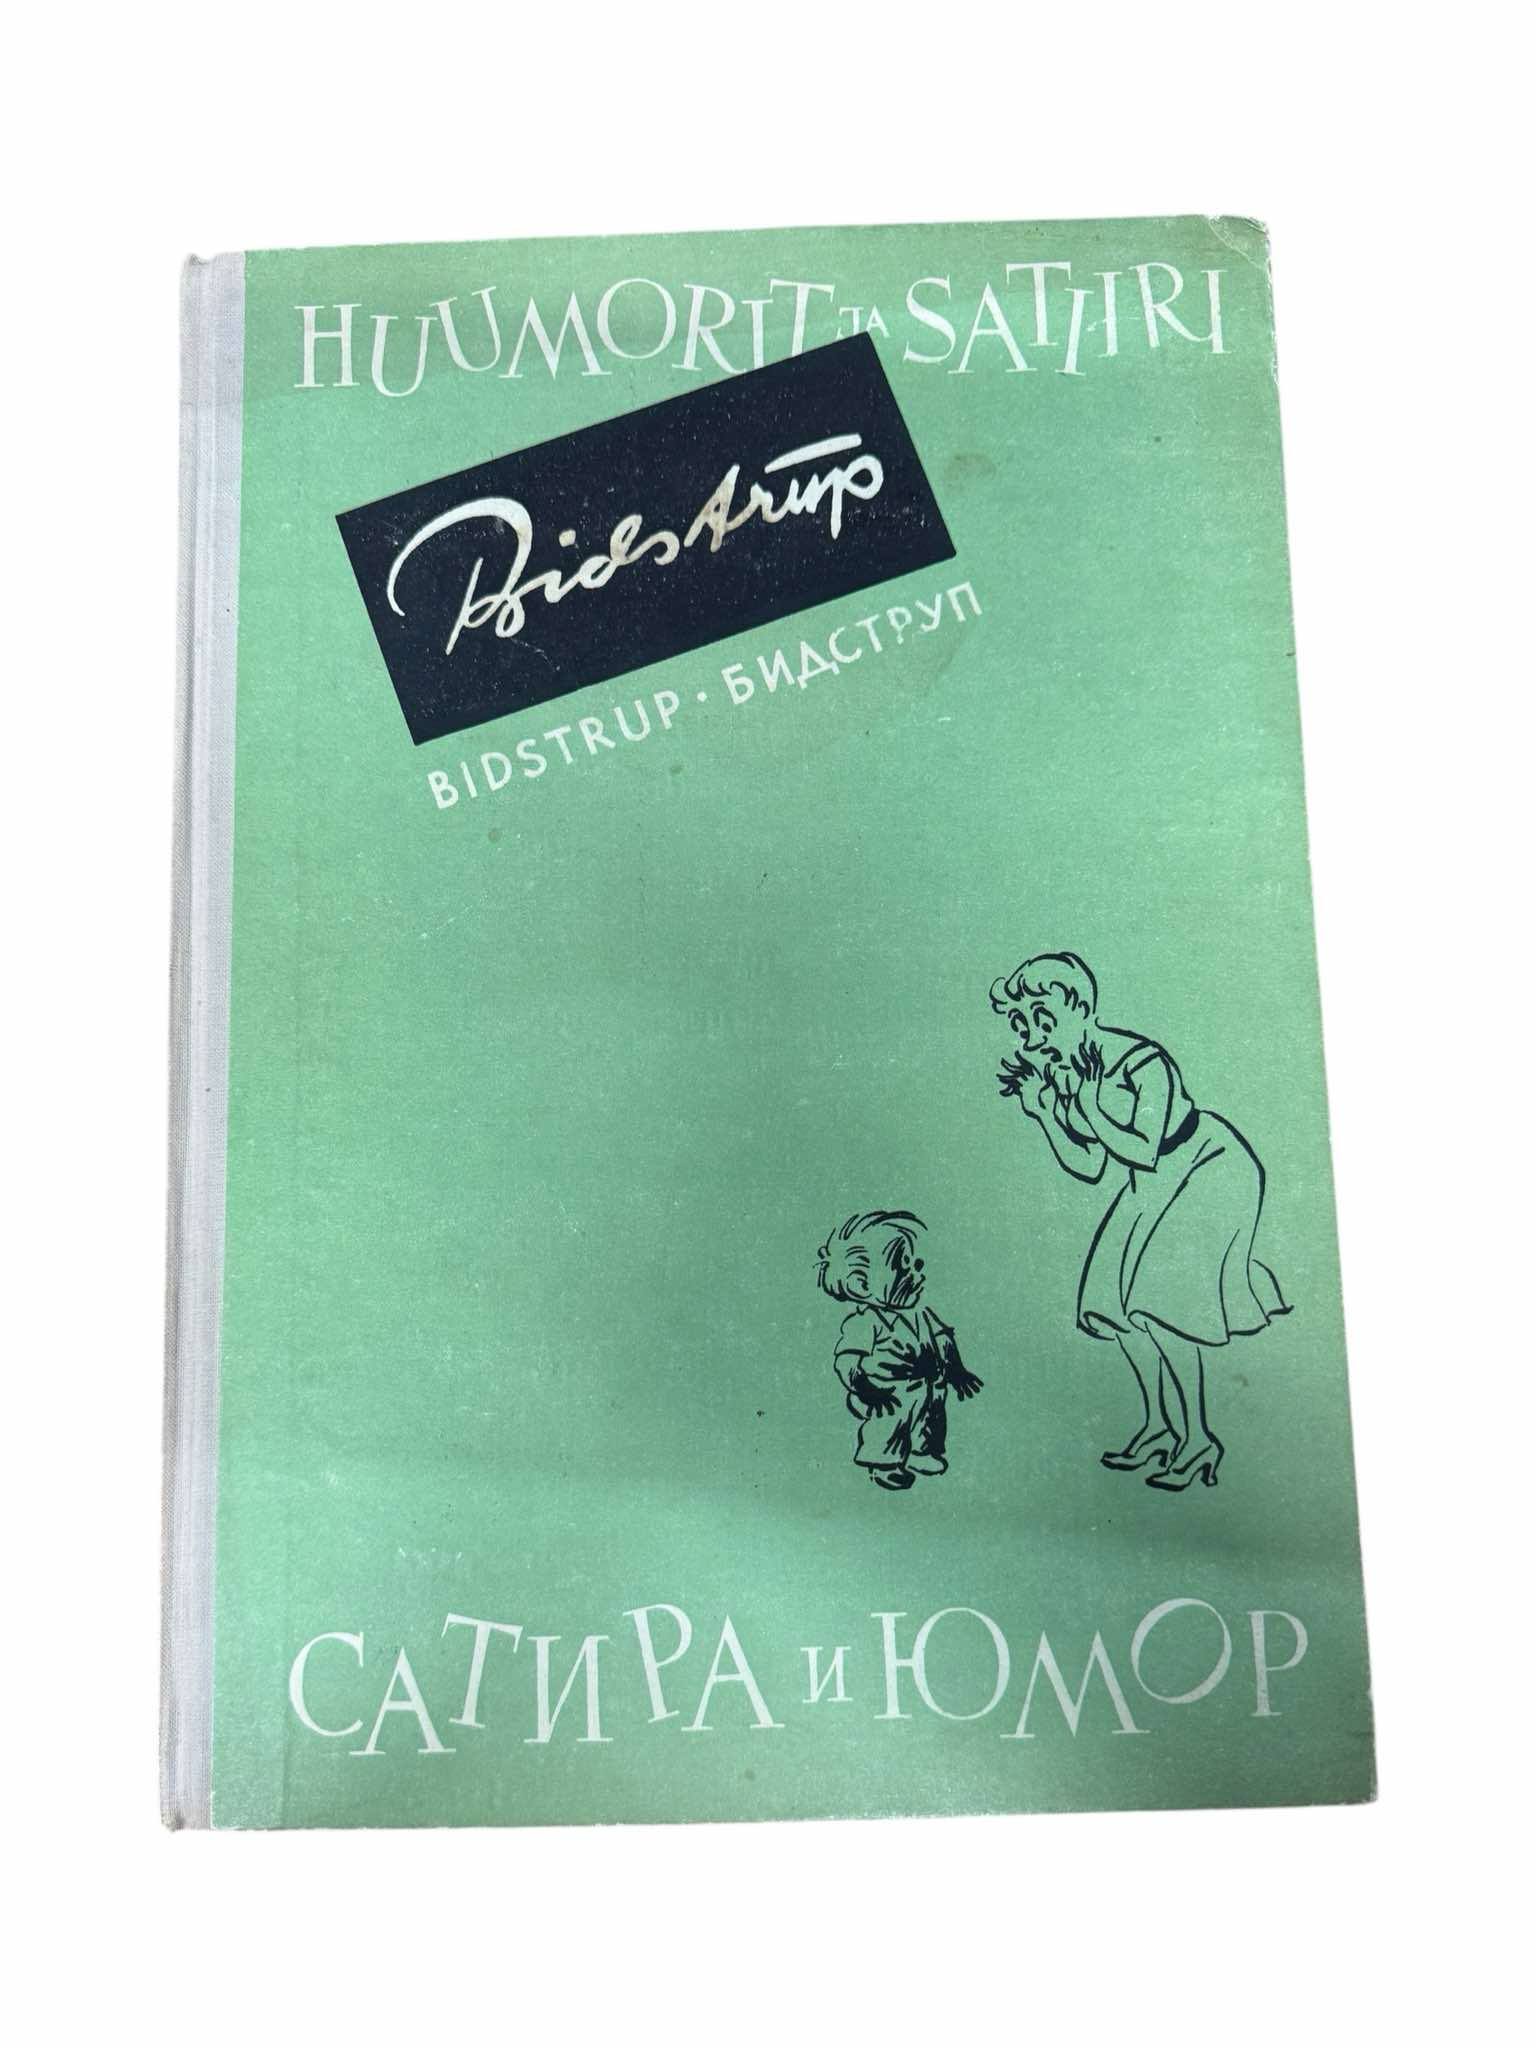 HUUMORIT JA SATIIRI
Bidstrup
BIDSTRUP · БИДСТРУП
САТИРА И ЮМОР